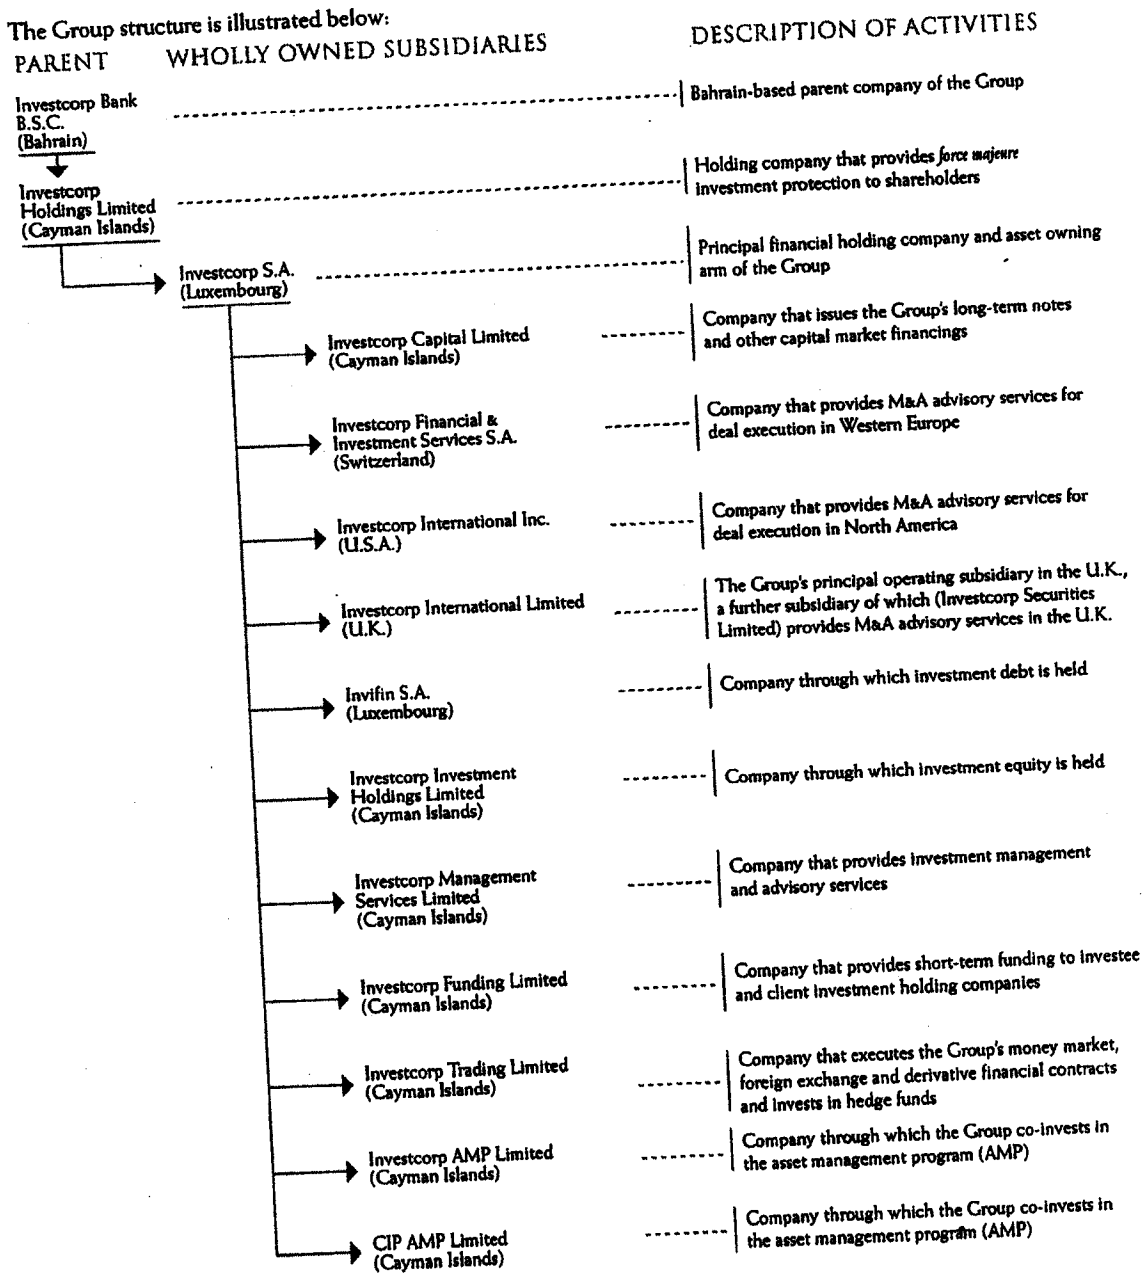 The Group structure is illustrated below:
PARENT WHOLLY OWNED SUBSIDIARIES DESCRIPTION OF ACTIVITIES
Investcorp Bank
B.S.C.
(Bahrain)
Bahrain-based parent company of the Group
Investcorp
Holdings Limited
(Cayman Islands)
Holding company that provides force majeure
investment protection to shareholders
Investcorp S.A.
(Luxembourg)
Principal financial holding company and asset owning
arm of the Group
Investcorp Capital Limited
(Cayman Islands)
Company that issues the Group's long-term notes
and other capital market financings
Investcorp Financial &
Investment Services S.A.
(Switzerland)
Company that provides M&A advisory services for
deal execution in Western Europe
Investcorp International Inc.
(U.S.A.)
Company that provides M&A advisory services for
deal execution in North America
Investcorp International Limited
(U.K.)
The Group's principal operating subsidiary in the U.K.,
a further subsidiary of which (Investcorp Securities
Limited) provides M&A advisory services in the U.K.
Invifin S.A.
(Luxembourg)
Company through which investment debt is held
Investcorp Investment
Holdings Limited
(Cayman Islands)
Company through which investment equity is held
Investcorp Management
Services Limited
(Cayman Islands)
Company that provides investment management
and advisory services
Investcorp Funding Limited
(Cayman Islands)
Company that provides short-term funding to investee
and client investment holding companies
Investcorp Trading Limited
(Cayman Islands)
Company that executes the Group's money market,
foreign exchange and derivative financial contracts
and invests in hedge funds
Investcorp AMP Limited
(Cayman Islands)
Company through which the Group co-invests in
the asset management program (AMP)
CIP AMP Limited
(Cayman Islands)
Company through which the Group co-invests in
the asset management program (AMP)